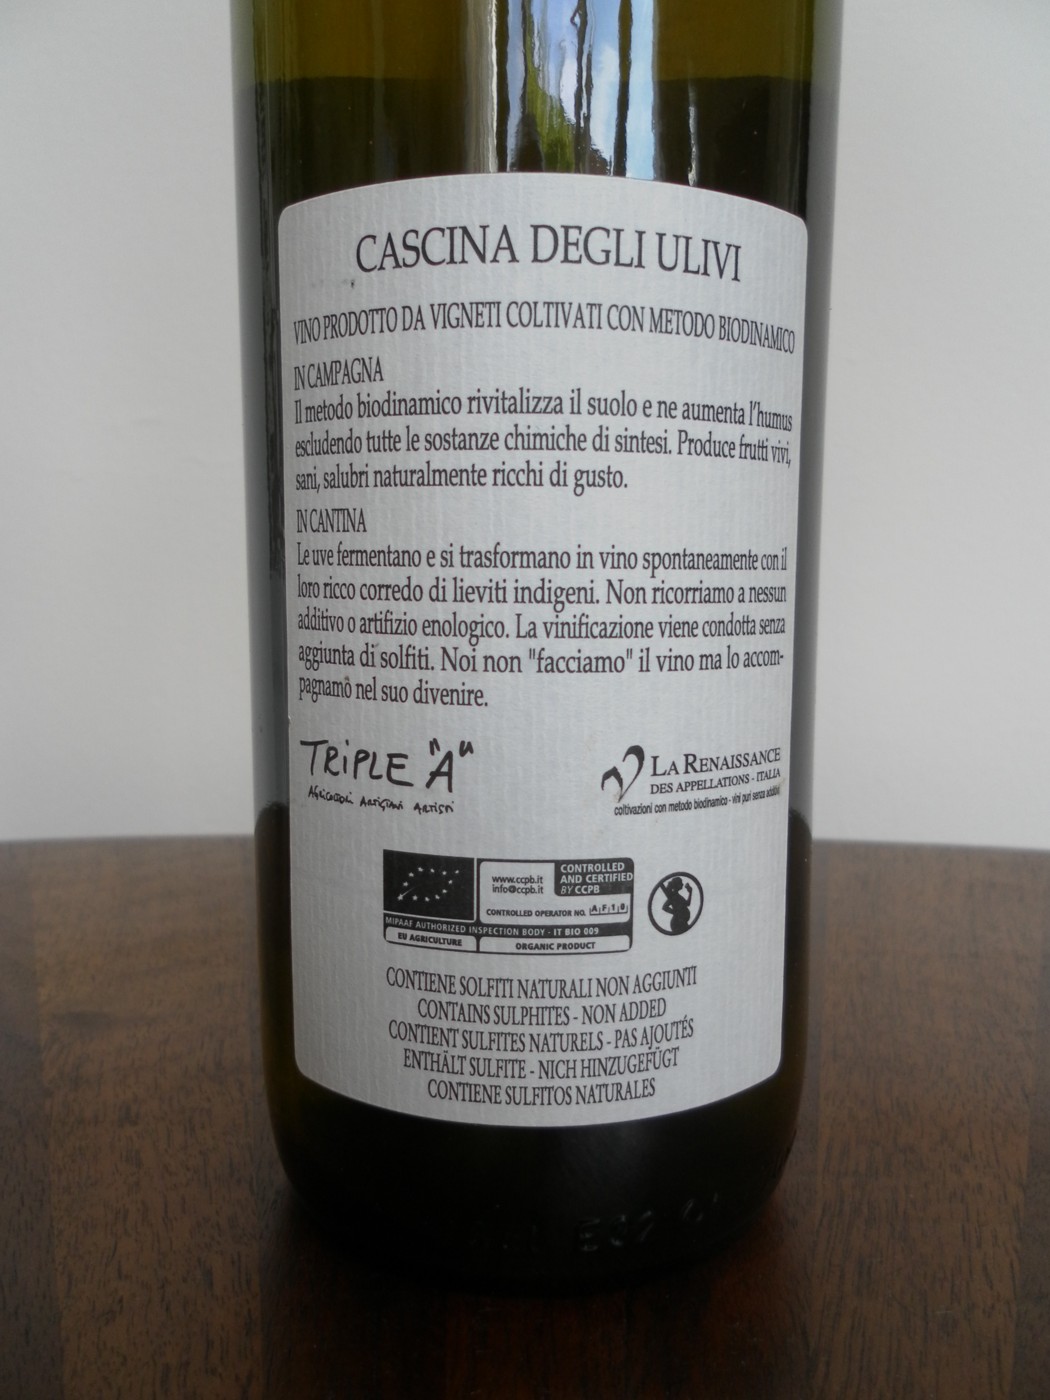 CASCINA DEGLI ULIVI
VINO PRODOTTO DA VIGNETI COLTIVATI CON METODO BIODINAMICO
IN CAMPAGNA
Il metodo biodinamico rivitalizza il suolo e ne aumenta l'humus
escludendo tutte le sostanze chimiche di sintesi. Produce frutti vivi,
sani, salubri naturalmente ricchi di gusto.
IN CANTINA
Le uve fermentano e si trasformano in vino spontaneamente con il
loro ricco corredo di lieviti indigeni. Non ricorriamo a nessun
additivo o artifizio enologico. La vinificazione viene condotta senza
aggiunta di solfiti. Noi non "facciamo" il vino ma lo accom-
pagnamo nel suo divenire.
TRiPLE "A"
Agricoltori Artigiani Artisti
LA RENAISSANCE
DES APPELLATIONS - ITALIA
coltivazioni con metodo biodinamico - vini puri senza additivi
www.ccpb.it
info@ccpb.it
CONTROLLED
AND CERTIFIED
BY CCPB
CONTROLLED OPERATOR NO. A F 1 8
MIPAAF AUTHORIZED INSPECTION BODY - IT BIO 009
EU AGRICULTURE
ORGANIC PRODUCT
CONTIENE SOLFITI NATURALI NON AGGIUNTI
CONTAINS SULPHITES - NON ADDED
CONTIENT SULFITES NATURELS - PAS AJOUTÉS
ENTHÄLT SULFITE - NICH HINZUGEFÜGT
CONTIENE SULFITOS NATURALES